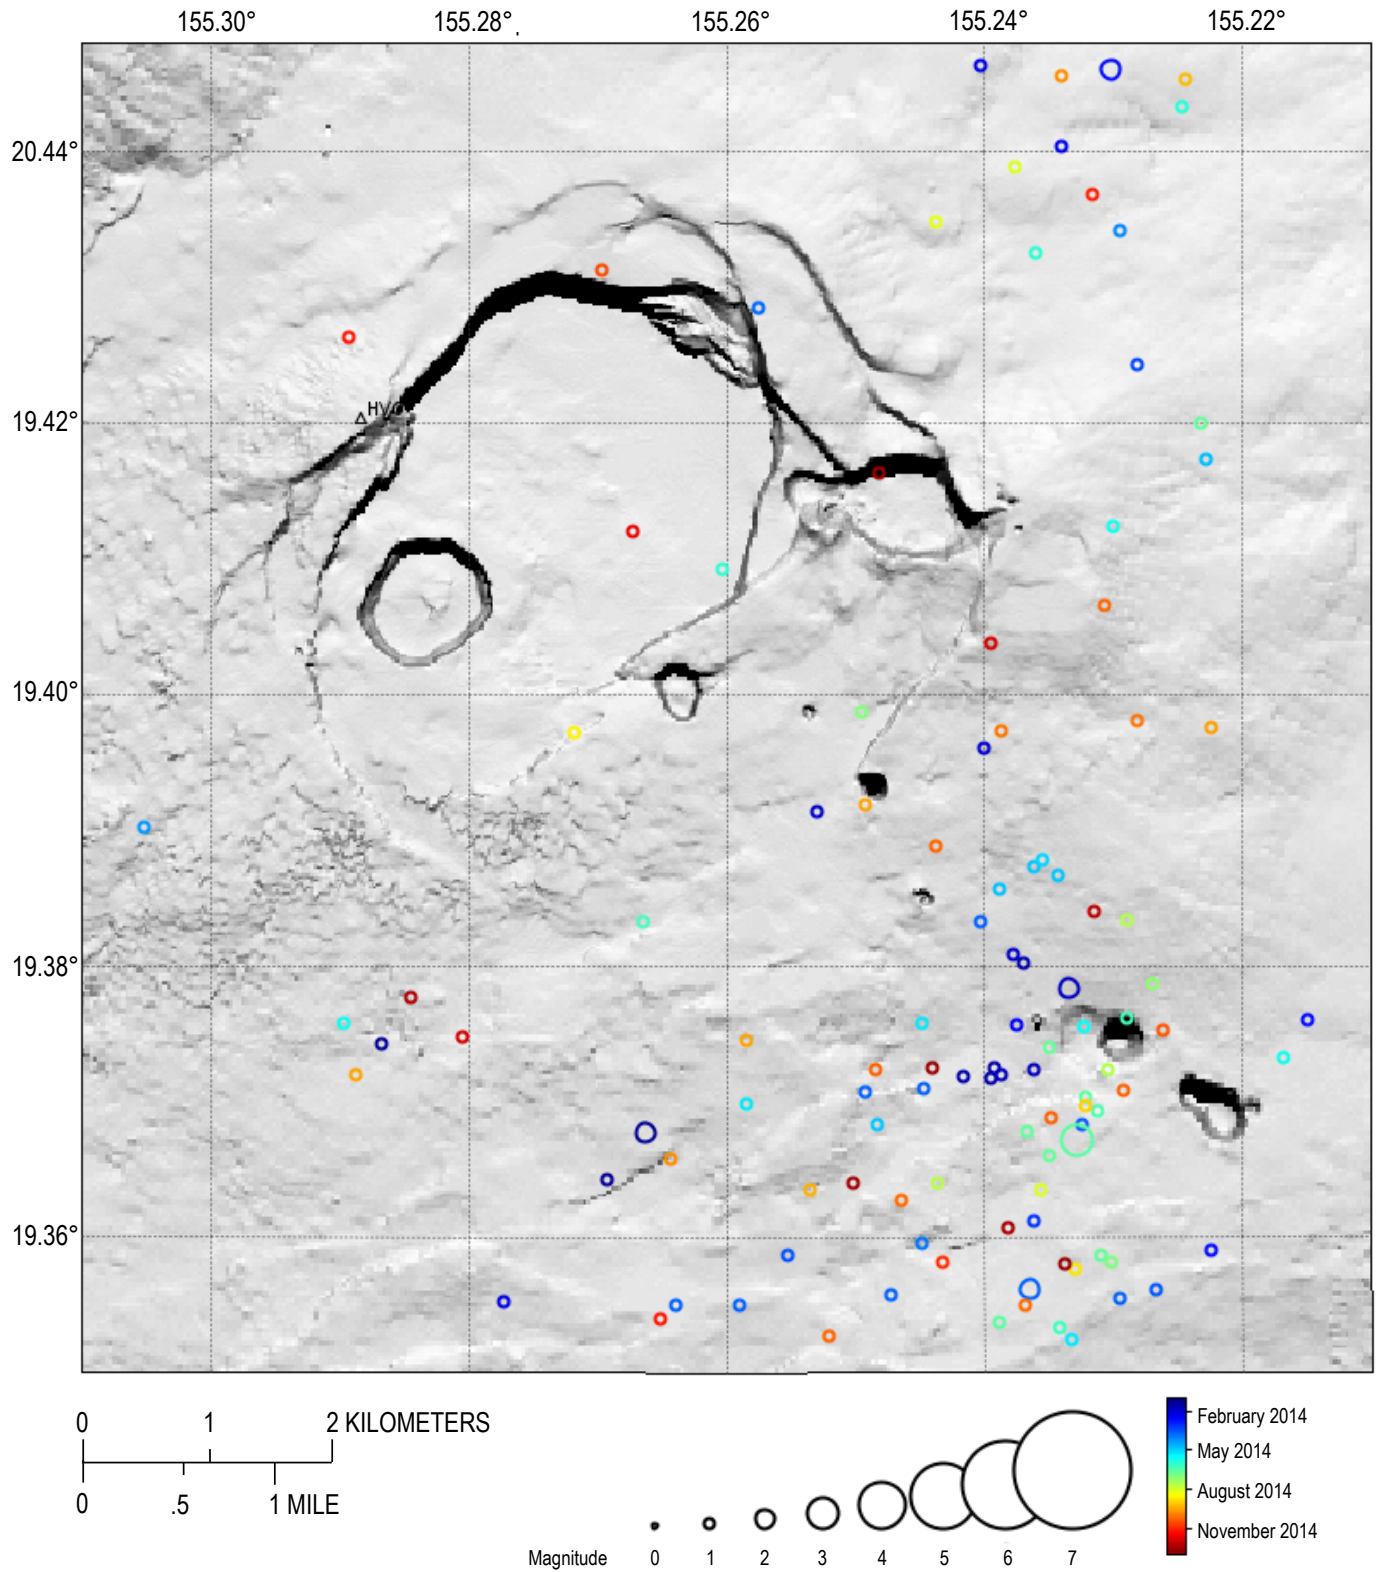 155.30° 155.28° 155.26° 155.24° 155.22°
20.44°
19.42°
HVO
19.40°
19.38°
19.36°
0 1 2 KILOMETERS
0 .5 1 MILE
Magnitude 0 1 2 3 4 5 6 7
February 2014
May 2014
August 2014
November 2014